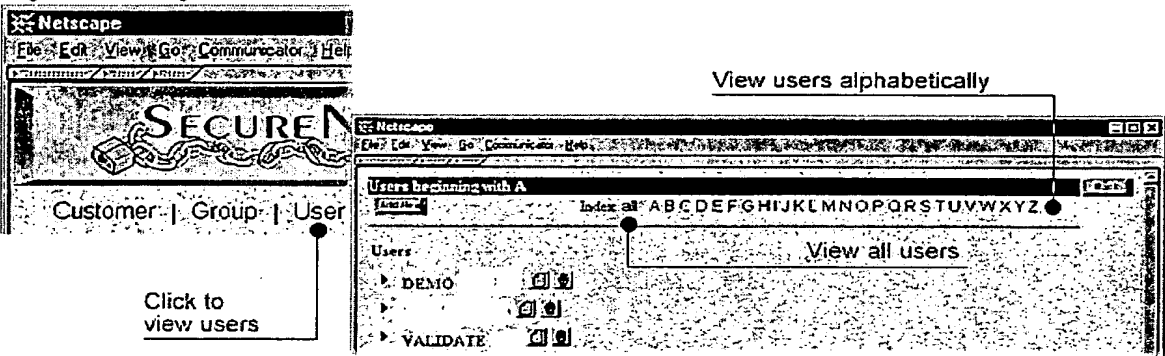 Netscape
File Edit View Go Communicator Help
SECUREN
Customer | Group | User
Click to
view users
View users alphabetically
Netscape
File Edit View Go Communicator Help
Users beginning with A
Index: all A B C D E F G H I J K L M N O P Q R S T U V W X Y Z
View all users
Users
DEMO
VALIDATE